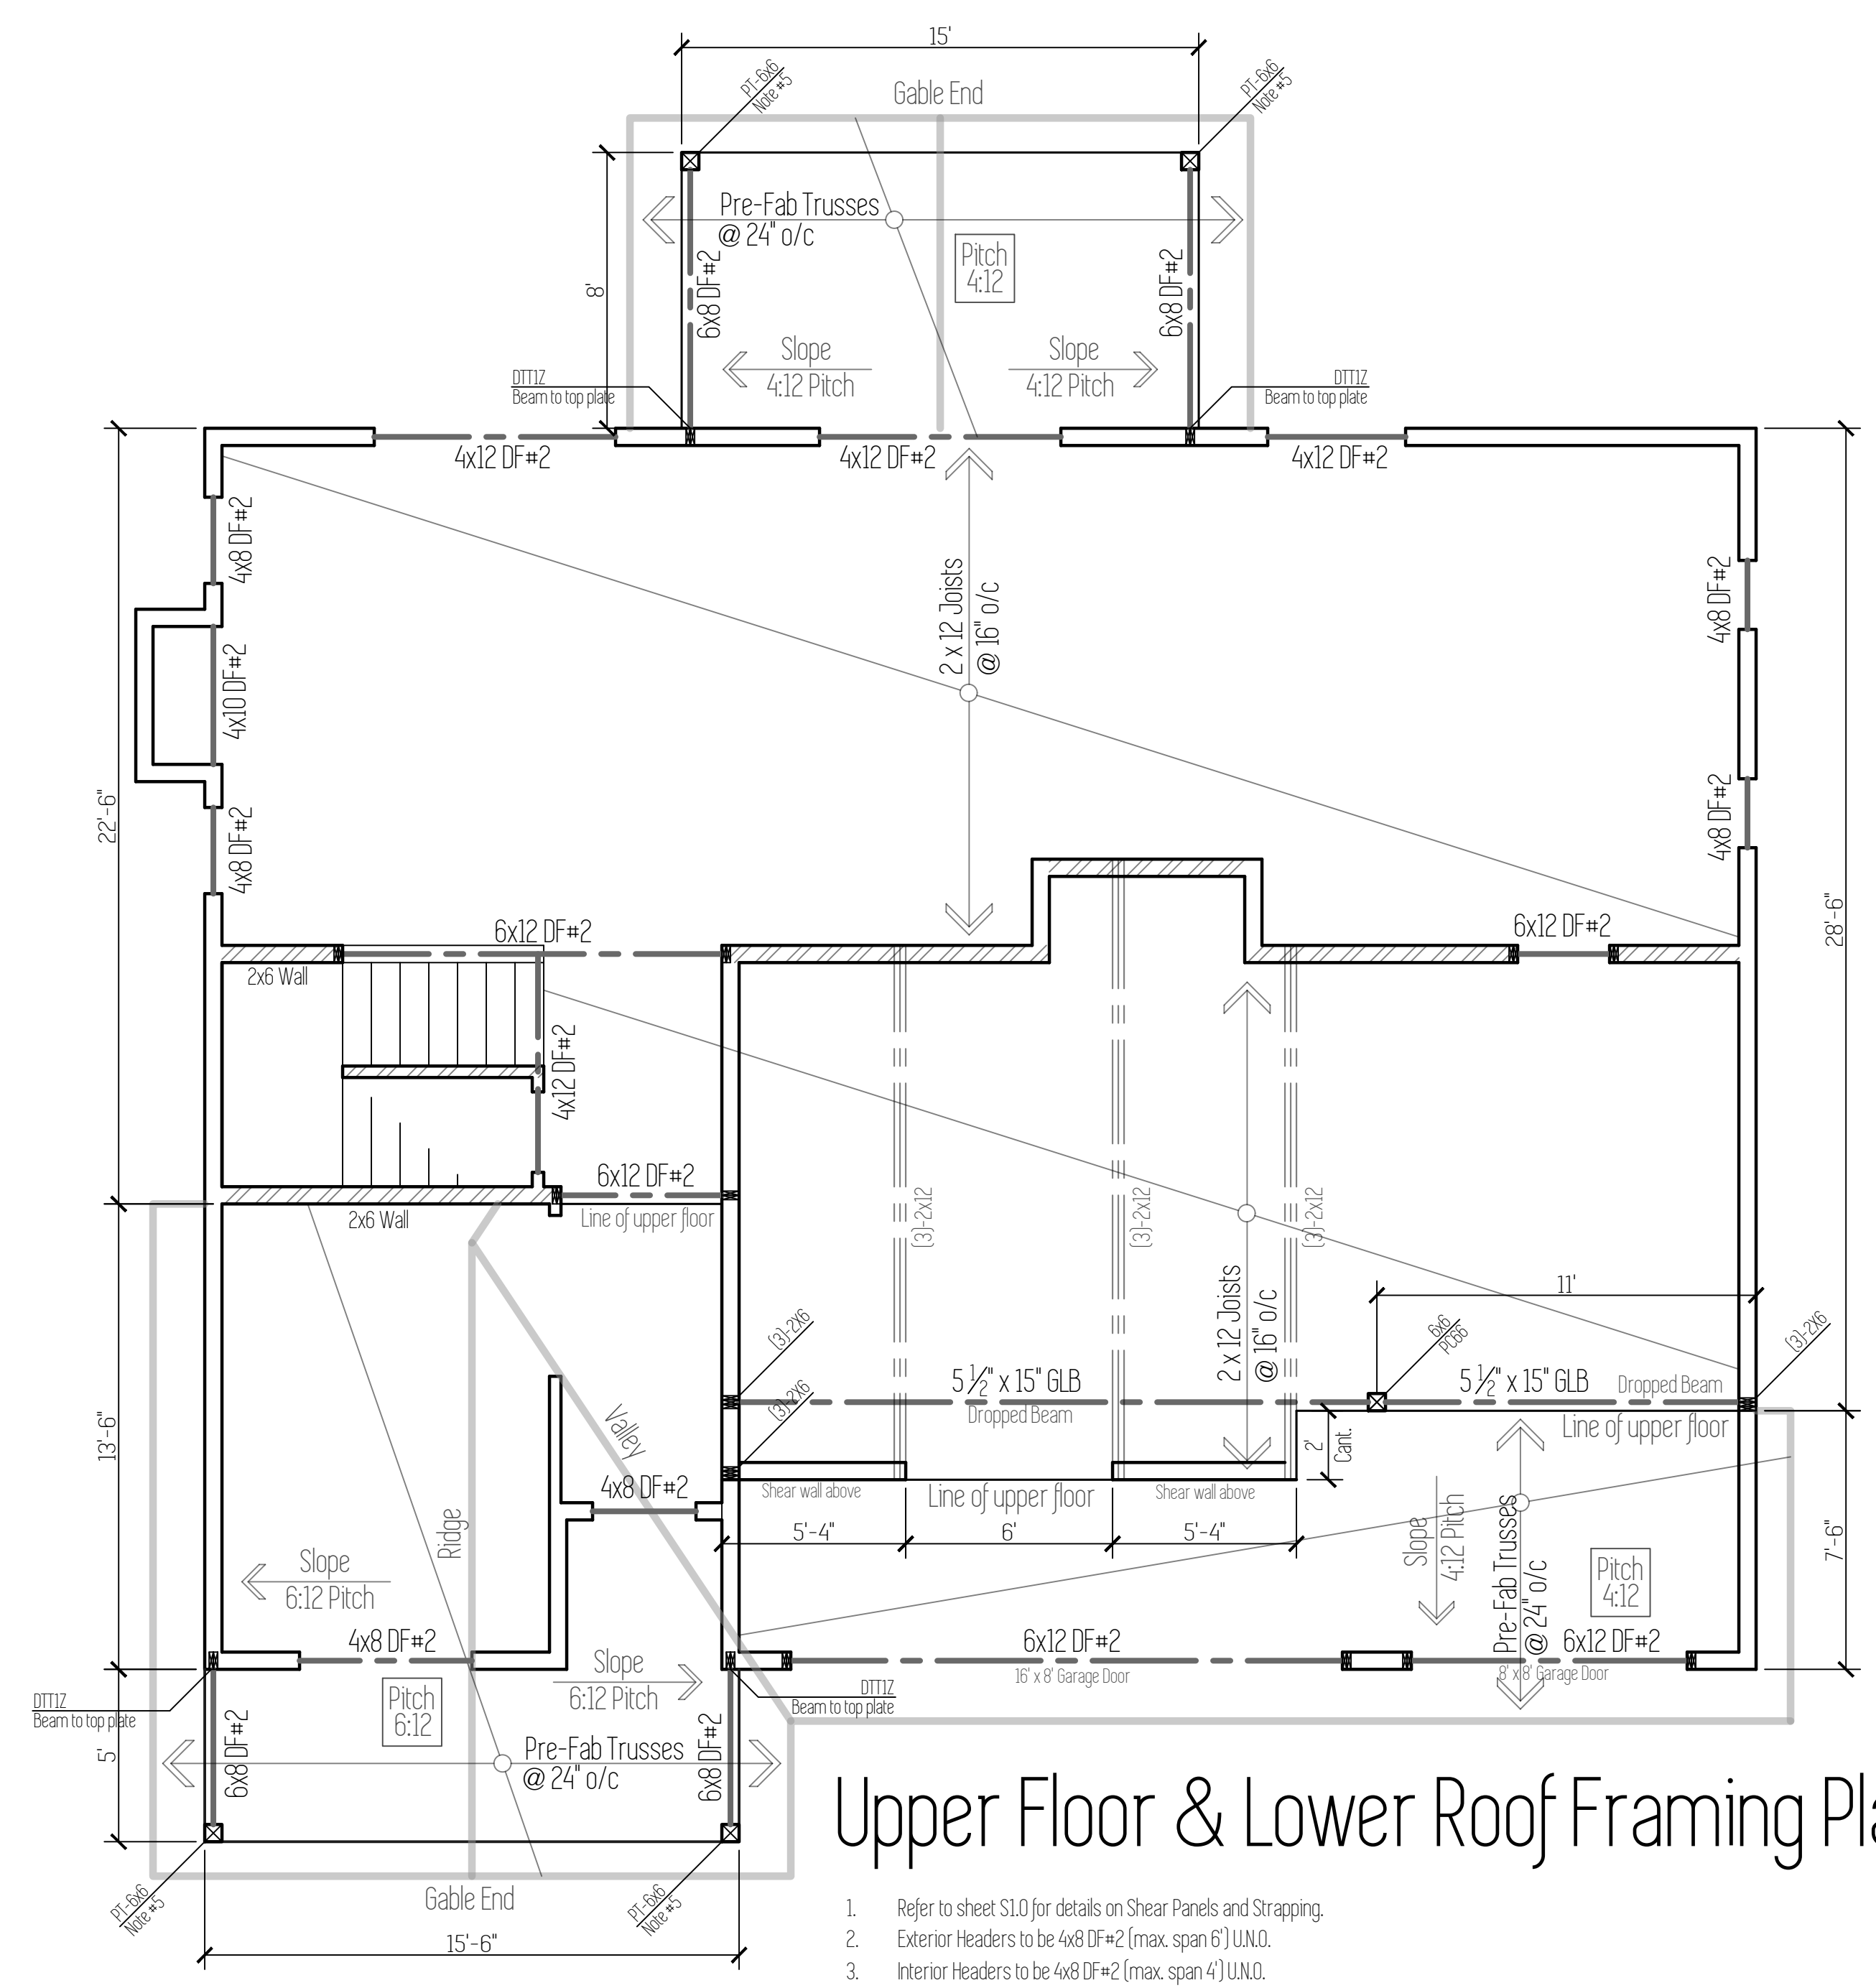 15'
PT-6x6
Note #5
PT-6x6
Note #5
Gable End
Pre-Fab Trusses
@ 24" o/c
Pitch
4:12
8'
6x8 DF#2
6x8 DF#2
Slope
4:12 Pitch
Slope
4:12 Pitch
DTT1Z
Beam to top plate
DTT1Z
Beam to top plate
4x12 DF#2
4x12 DF#2
4x12 DF#2
4x8 DF#2
2 x 12 Joists
@ 16" o/c
4x8 DF#2
4x10 DF#2
22'-6"
4x8 DF#2
4x8 DF#2
28'-6"
6x12 DF#2
6x12 DF#2
2x6 Wall
4x12 DF#2
6x12 DF#2
Line of upper floor
2x6 Wall
(3)-2x12
(3)-2x12
(3)-2x12
11'
2 x 12 Joists
@ 16" o/c
(3)-2X6
6x6
PC66
(3)-2X6
5 1/2" x 15" GLB
Dropped Beam
5 1/2" x 15" GLB
Dropped Beam
(3)-2X6
Line of upper floor
13'-6"
Valley
2'
Cant.
4x8 DF#2
Shear wall above
Line of upper floor
Shear wall above
Ridge
5'-4"
6'
5'-4"
Slope
4:12 Pitch
Pre-Fab Trusses
@ 24" o/c
Pitch
4:12
7'-6"
Slope
6:12 Pitch
4x8 DF#2
6x12 DF#2
6x12 DF#2
16' x 8' Garage Door
8' x 8' Garage Door
Slope
6:12 Pitch
Pitch
6:12
DTT1Z
Beam to top plate
DTT1Z
Beam to top plate
5'
6x8 DF#2
Pre-Fab Trusses
@ 24" o/c
6x8 DF#2
PT-6x6
Note #5
PT-6x6
Note #5
Gable End
15'-6"
Upper Floor & Lower Roof Framing Pla
1. Refer to sheet S1.0 for details on Shear Panels and Strapping.
2. Exterior Headers to be 4x8 DF#2 (max. span 6') U.N.O.
3. Interior Headers to be 4x8 DF#2 (max. span 4') U.N.O.